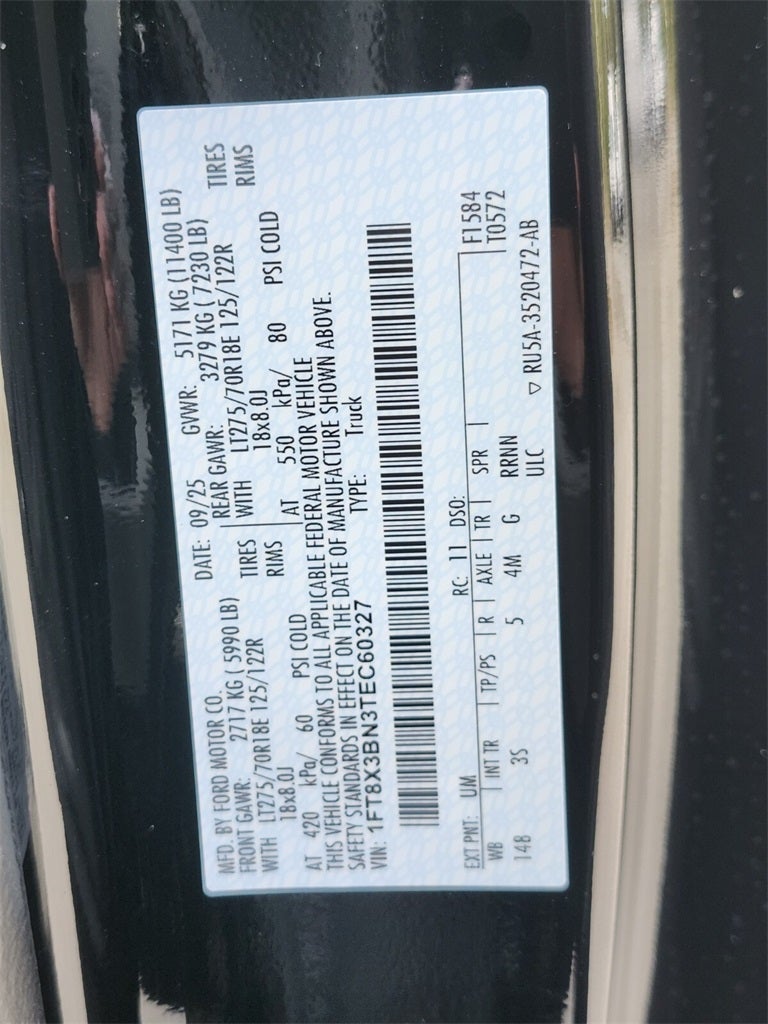 MFD. BY FORD MOTOR CO.
DATE: 09/25 GVWR: 5171 KG (11400 LB)
FRONT GAWR: 2717 KG ( 5990 LB)
REAR GAWR: 3279 KG ( 7230 LB)
WITH LT275/70R18E 125/122R TIRES
WITH LT275/70R18E 125/122R TIRES
18x8.0J RIMS
18x8.0J RIMS
AT 420 kPa/ 60 PSI COLD
AT 550 kPa/ 80 PSI COLD
THIS VEHICLE CONFORMS TO ALL APPLICABLE FEDERAL MOTOR VEHICLE
SAFETY STANDARDS IN EFFECT ON THE DATE OF MANUFACTURE SHOWN ABOVE.
VIN: 1FT8X3BN3TEC60327 TYPE: Truck
F1584
T0572
EXT PNT: UM RC: 11 DSO:
WB INT TR TP/PS R AXLE TR SPR
148 3S 5 4M G RRNN
ULC
▽ RU5A-3520472-AB